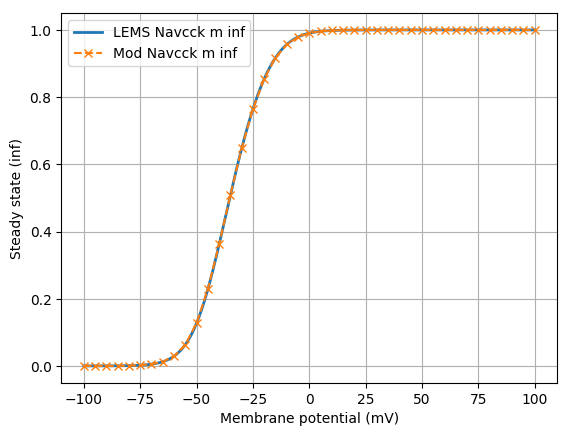 LEMS Navcck m inf
Mod Navcck m inf
1.0
0.8
0.6
0.4
0.2
0.0
Steady state (inf)
−100 −75 −50 −25 0 25 50 75 100
Membrane potential (mV)